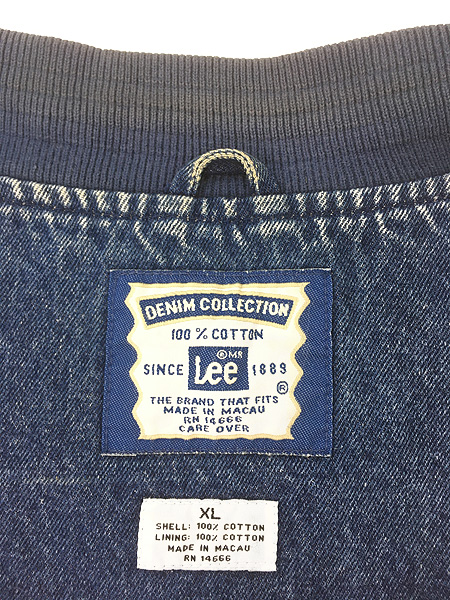 DENIM COLLECTION
100 % COTTON
® MR
SINCE Lee 1889
®
THE BRAND THAT FITS
MADE IN MACAU
RN 14666
CARE OVER
XL
SHELL: 100% COTTON
LINING: 100% COTTON
MADE IN MACAU
RN 14666